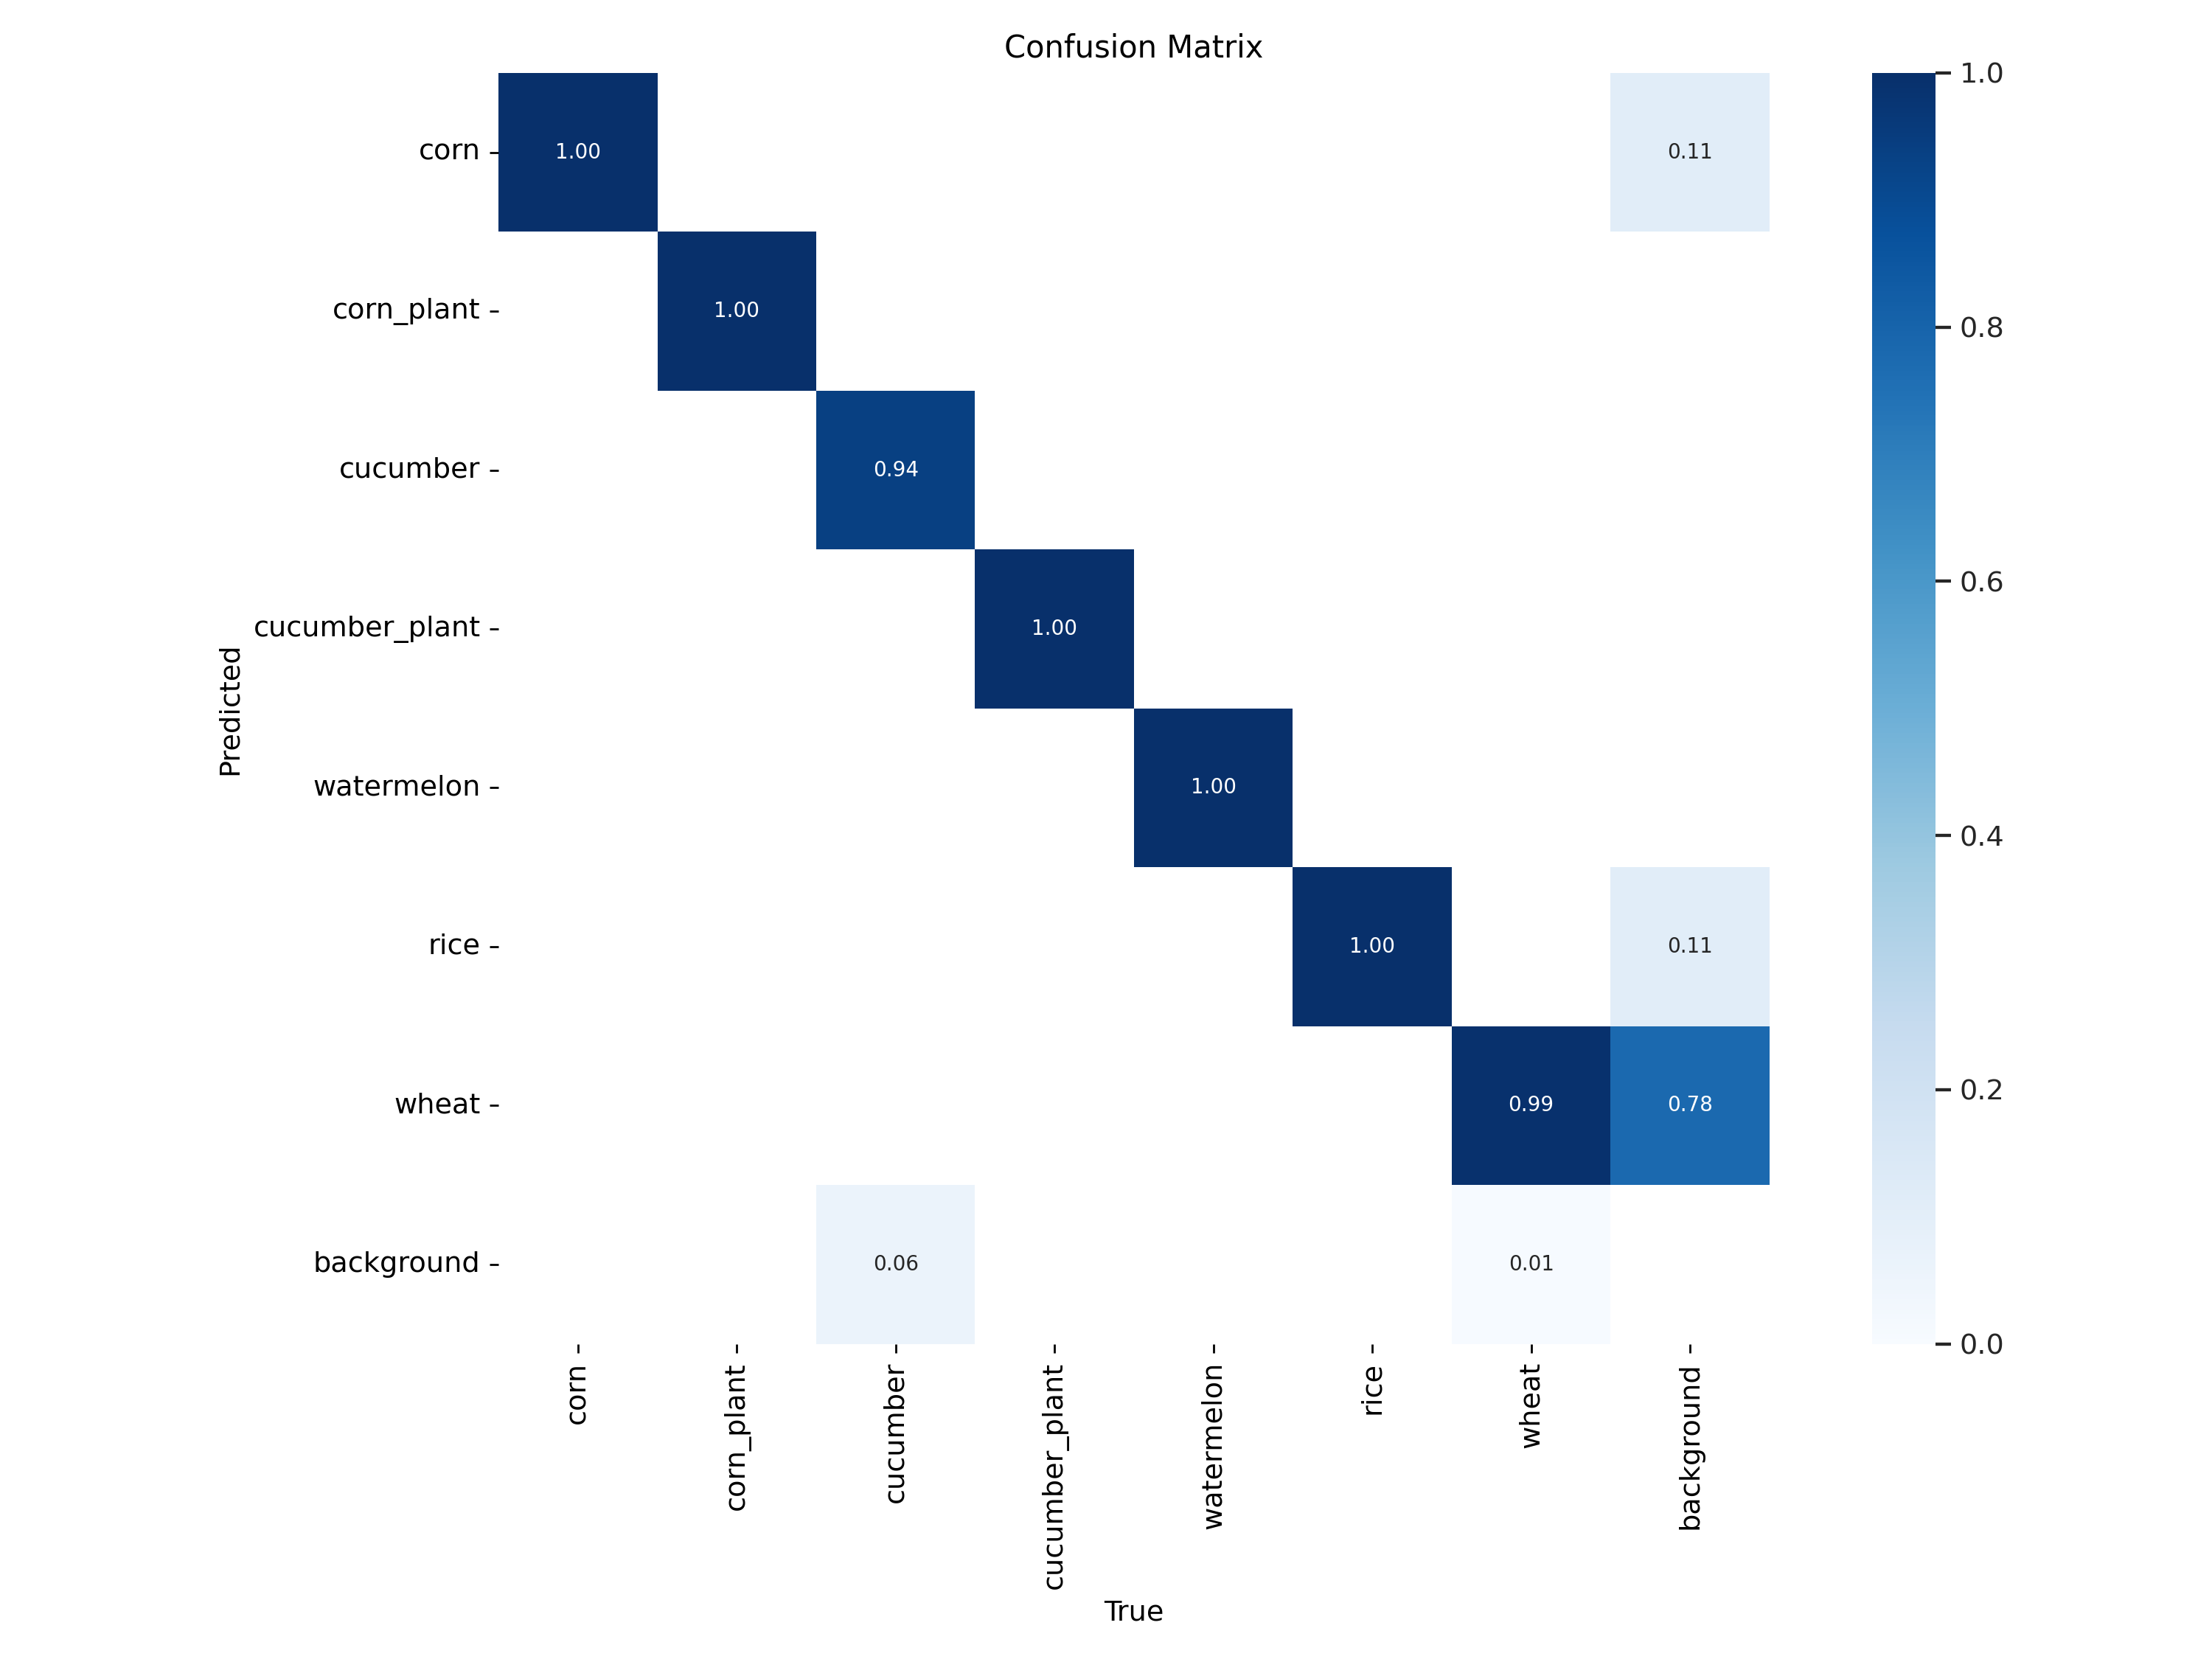 Confusion Matrix
corn
1.00
0.11
corn_plant
1.00
cucumber
0.94
cucumber_plant
1.00
watermelon
1.00
rice
1.00
0.11
wheat
0.99
0.78
background
0.06
0.01
Predicted
corn
corn_plant
cucumber
cucumber_plant
watermelon
rice
wheat
background
True
1.0
0.8
0.6
0.4
0.2
0.0